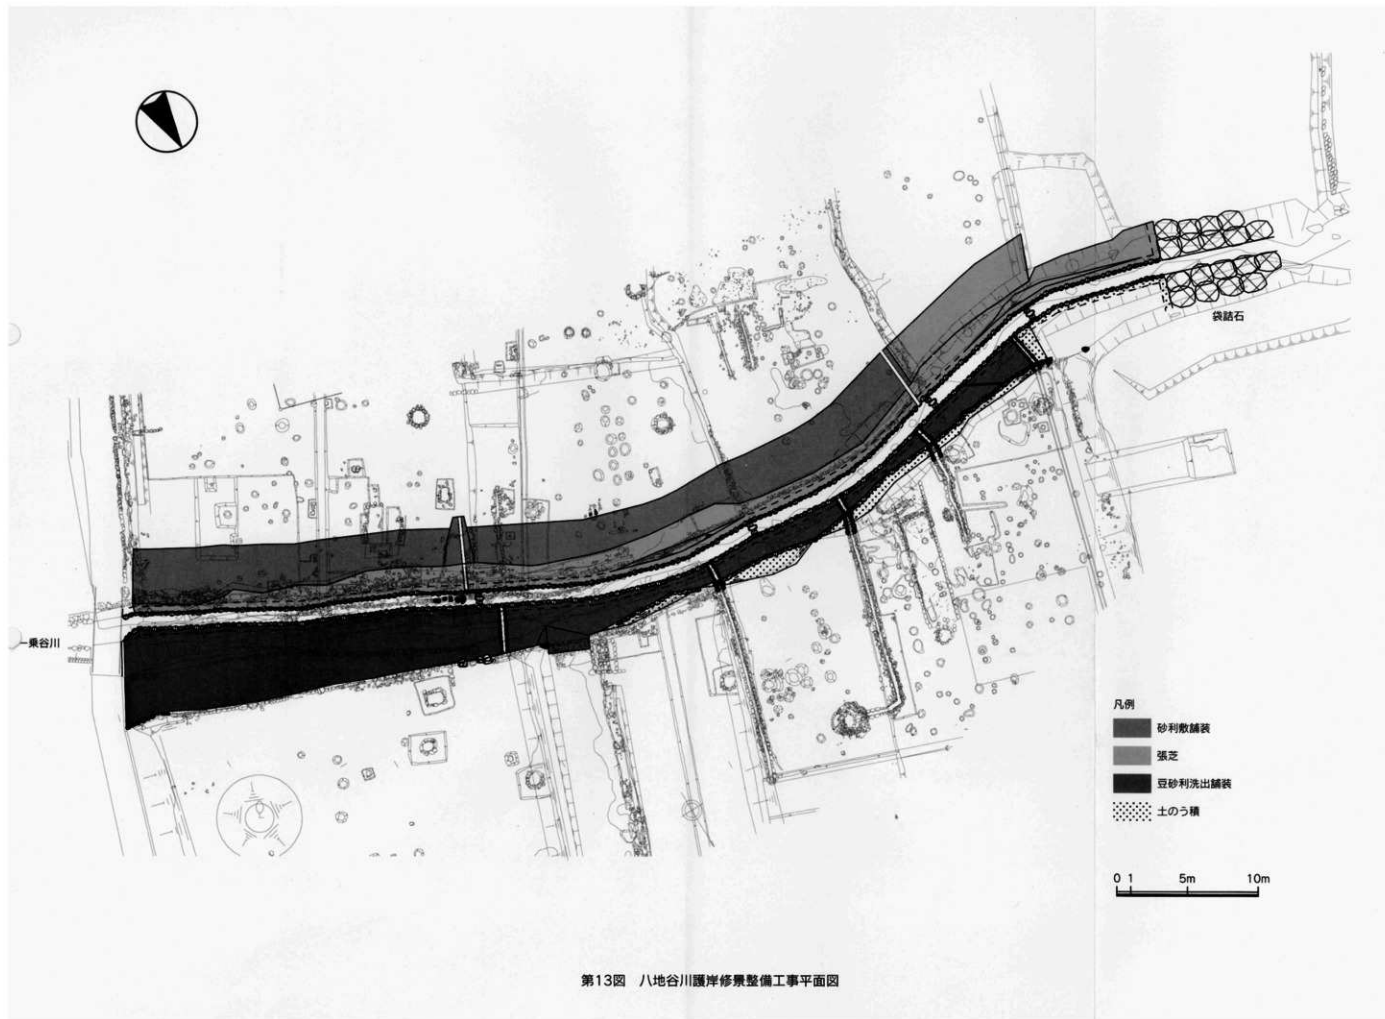 袋詰石
一乗谷川
凡例
砂利敷舗装
張芝
豆砂利洗出舗装
土のう積
0 1 5m 10m
第13図 八地谷川護岸修景整備工事平面図